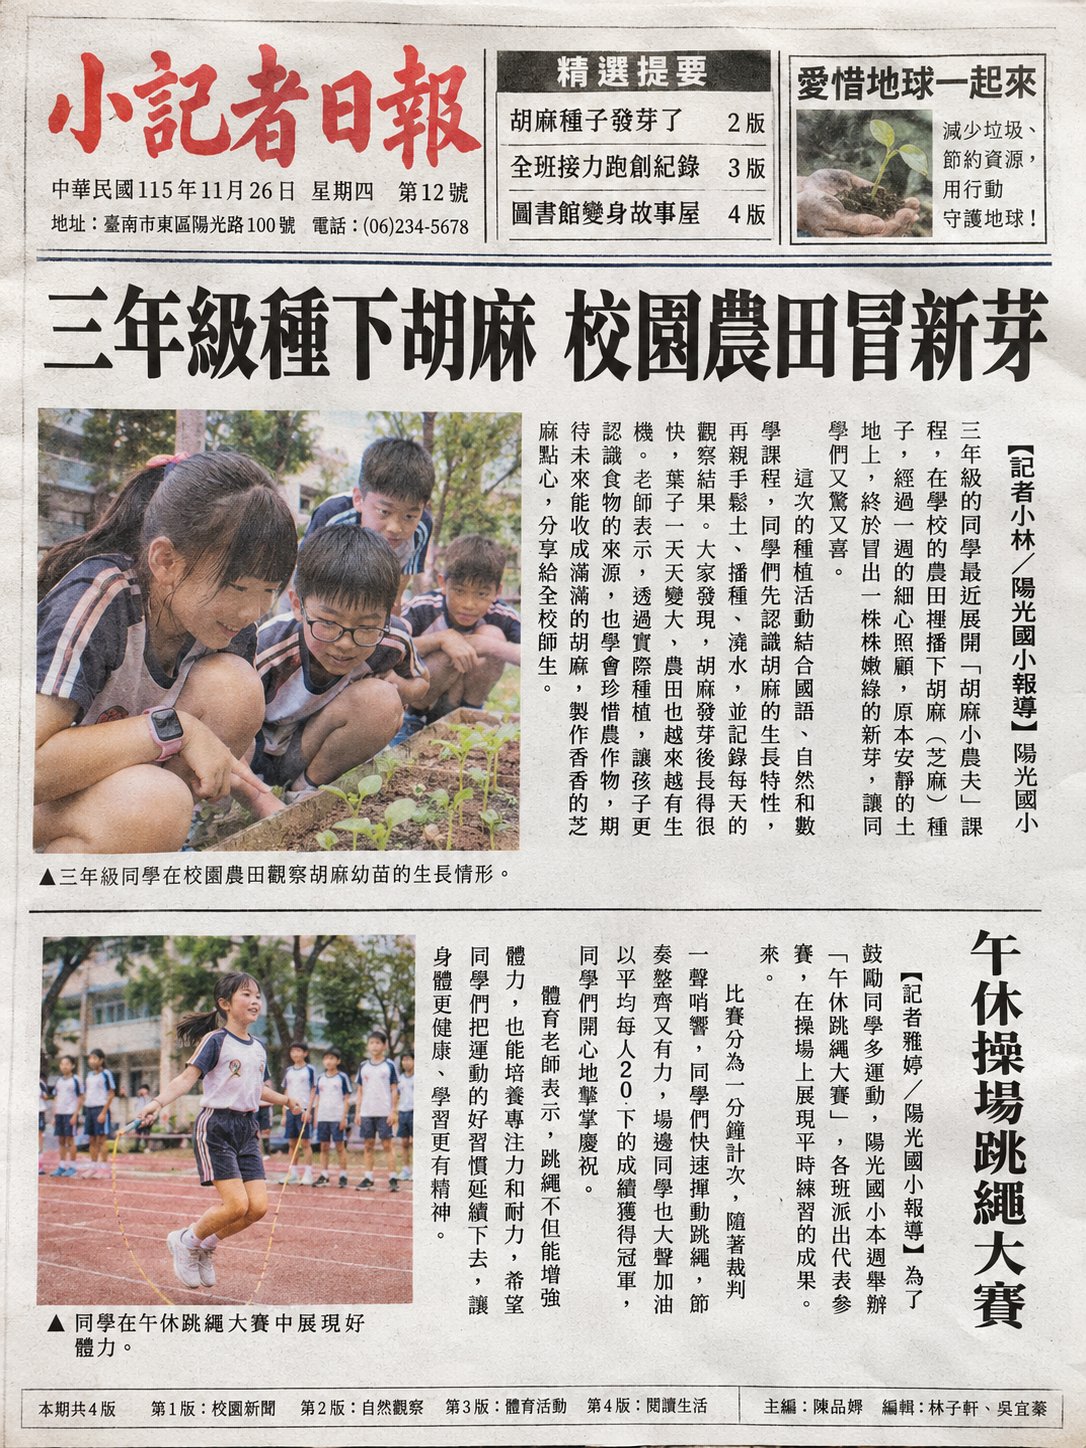 小記者日報
中華民國115年11月26日 星期四 第12號
地址：臺南市東區陽光路100號 電話：(06)234-5678
精選提要
胡麻種子發芽了 2版
全班接力跑創紀錄 3版
圖書館變身故事屋 4版
愛惜地球一起來
減少垃圾、
節約資源，
用行動
守護地球！
三年級種下胡麻 校園農田冒新芽
【記者小林／陽光國小報導】陽光國小
三年級的同學最近展開「胡麻小農夫」課
程，在學校的農田裡播下胡麻（芝麻）種
子，經過一週的細心照顧，原本安靜的土
地上，終於冒出一株株嫩綠的新芽，讓同
學們又驚又喜。
這次的種植活動結合國語、自然和數
學課程，同學們先認識胡麻的生長特性，
再親手鬆土、播種、澆水，並記錄每天的
觀察結果。大家發現，胡麻發芽後長得很
快，葉子一天天變大，農田也越來越有生
機。老師表示，透過實際種植，讓孩子更
認識食物的來源，也學會珍惜農作物，期
待未來能收成滿滿的胡麻，製作香香的芝
麻點心，分享給全校師生。
▲三年級同學在校園農田觀察胡麻幼苗的生長情形。
午休操場跳繩大賽
【記者雅婷／陽光國小報導】為了
鼓勵同學多運動，陽光國小本週舉辦
「午休跳繩大賽」，各班派出代表參
賽，在操場上展現平時練習的成果。
來。
比賽分為一分鐘計次，隨著裁判
一聲哨響，同學們快速揮動跳繩，節
奏整齊又有力，場邊同學也大聲加油
以平均每人20下的成績獲得冠軍，
同學們開心地擊掌慶祝。
體育老師表示，跳繩不但能增強
體力，也能培養專注力和耐力，希望
同學們把運動的好習慣延續下去，讓
身體更健康、學習更有精神。
▲ 同學在午休跳繩大賽中展現好
體力。
本期共4版 第1版：校園新聞 第2版：自然觀察 第3版：體育活動 第4版：閱讀生活 主編：陳品嬣 編輯：林子軒、吳宜蓁